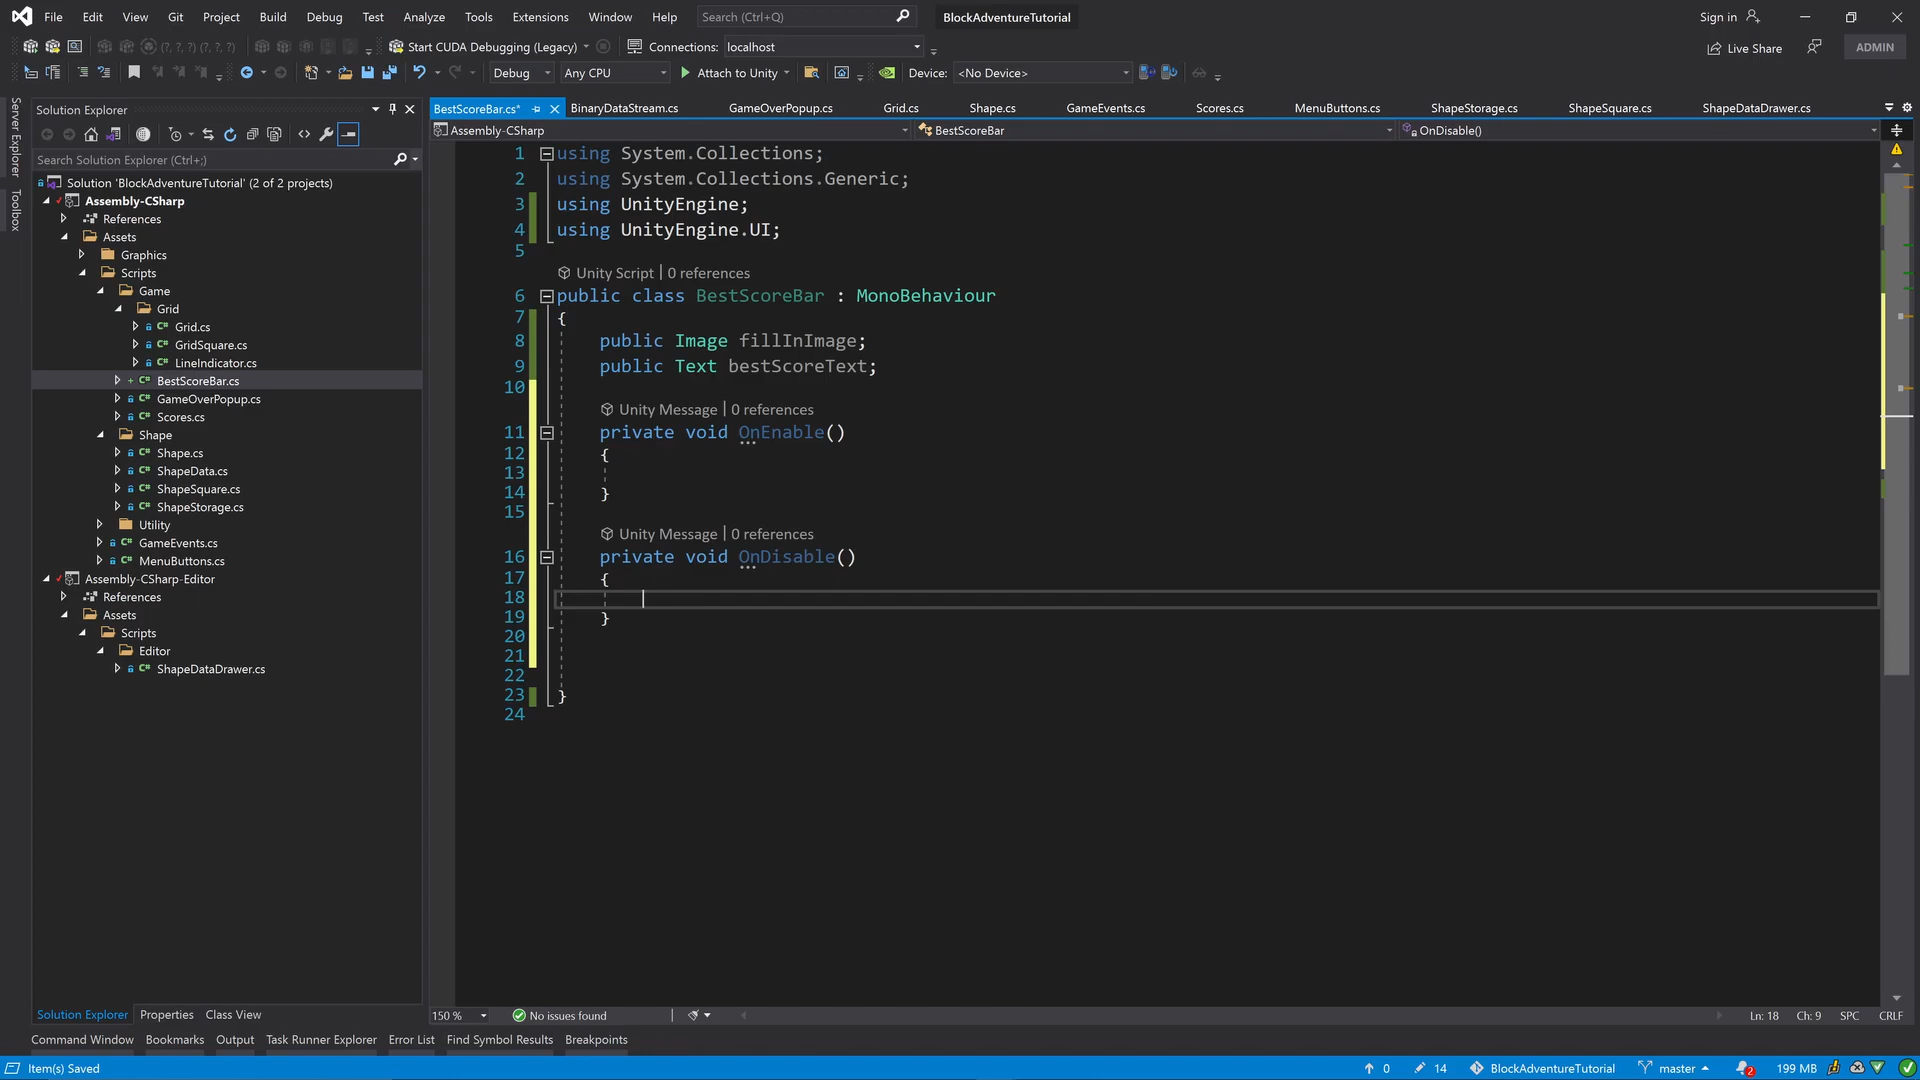 File Edit View Git Project Build Debug Test Analyze Tools Extensions Window Help Search (Ctrl+Q) BlockAdventureTutorial Sign in
(?, ?, ?) (?, ?, ?) Start CUDA Debugging (Legacy) Connections: localhost Live Share ADMIN
Debug Any CPU Attach to Unity Device: <No Device>
Server Explorer
Toolbox
Solution Explorer
Search Solution Explorer (Ctrl+;)
Solution 'BlockAdventureTutorial' (2 of 2 projects)
Assembly-CSharp
References
Assets
Graphics
Scripts
Game
Grid
Grid.cs
GridSquare.cs
LineIndicator.cs
BestScoreBar.cs
GameOverPopup.cs
Scores.cs
Shape
Shape.cs
ShapeData.cs
ShapeSquare.cs
ShapeStorage.cs
Utility
GameEvents.cs
MenuButtons.cs
Assembly-CSharp-Editor
References
Assets
Scripts
Editor
ShapeDataDrawer.cs
Solution Explorer Properties Class View
BestScoreBar.cs* BinaryDataStream.cs GameOverPopup.cs Grid.cs Shape.cs GameEvents.cs Scores.cs MenuButtons.cs ShapeStorage.cs ShapeSquare.cs ShapeDataDrawer.cs
Assembly-CSharp BestScoreBar OnDisable()
1 using System.Collections;
2 using System.Collections.Generic;
3 using UnityEngine;
4 using UnityEngine.UI;
5
Unity Script | 0 references
6 public class BestScoreBar : MonoBehaviour
7 {
8 public Image fillInImage;
9 public Text bestScoreText;
10
Unity Message | 0 references
11 private void OnEnable()
12 {
13
14 }
15
Unity Message | 0 references
16 private void OnDisable()
17 {
18
19 }
20
21
22
23 }
24
150 % No issues found Ln: 18 Ch: 9 SPC CRLF
Command Window Bookmarks Output Task Runner Explorer Error List Find Symbol Results Breakpoints
Item(s) Saved 0 14 BlockAdventureTutorial master 2 199 MB